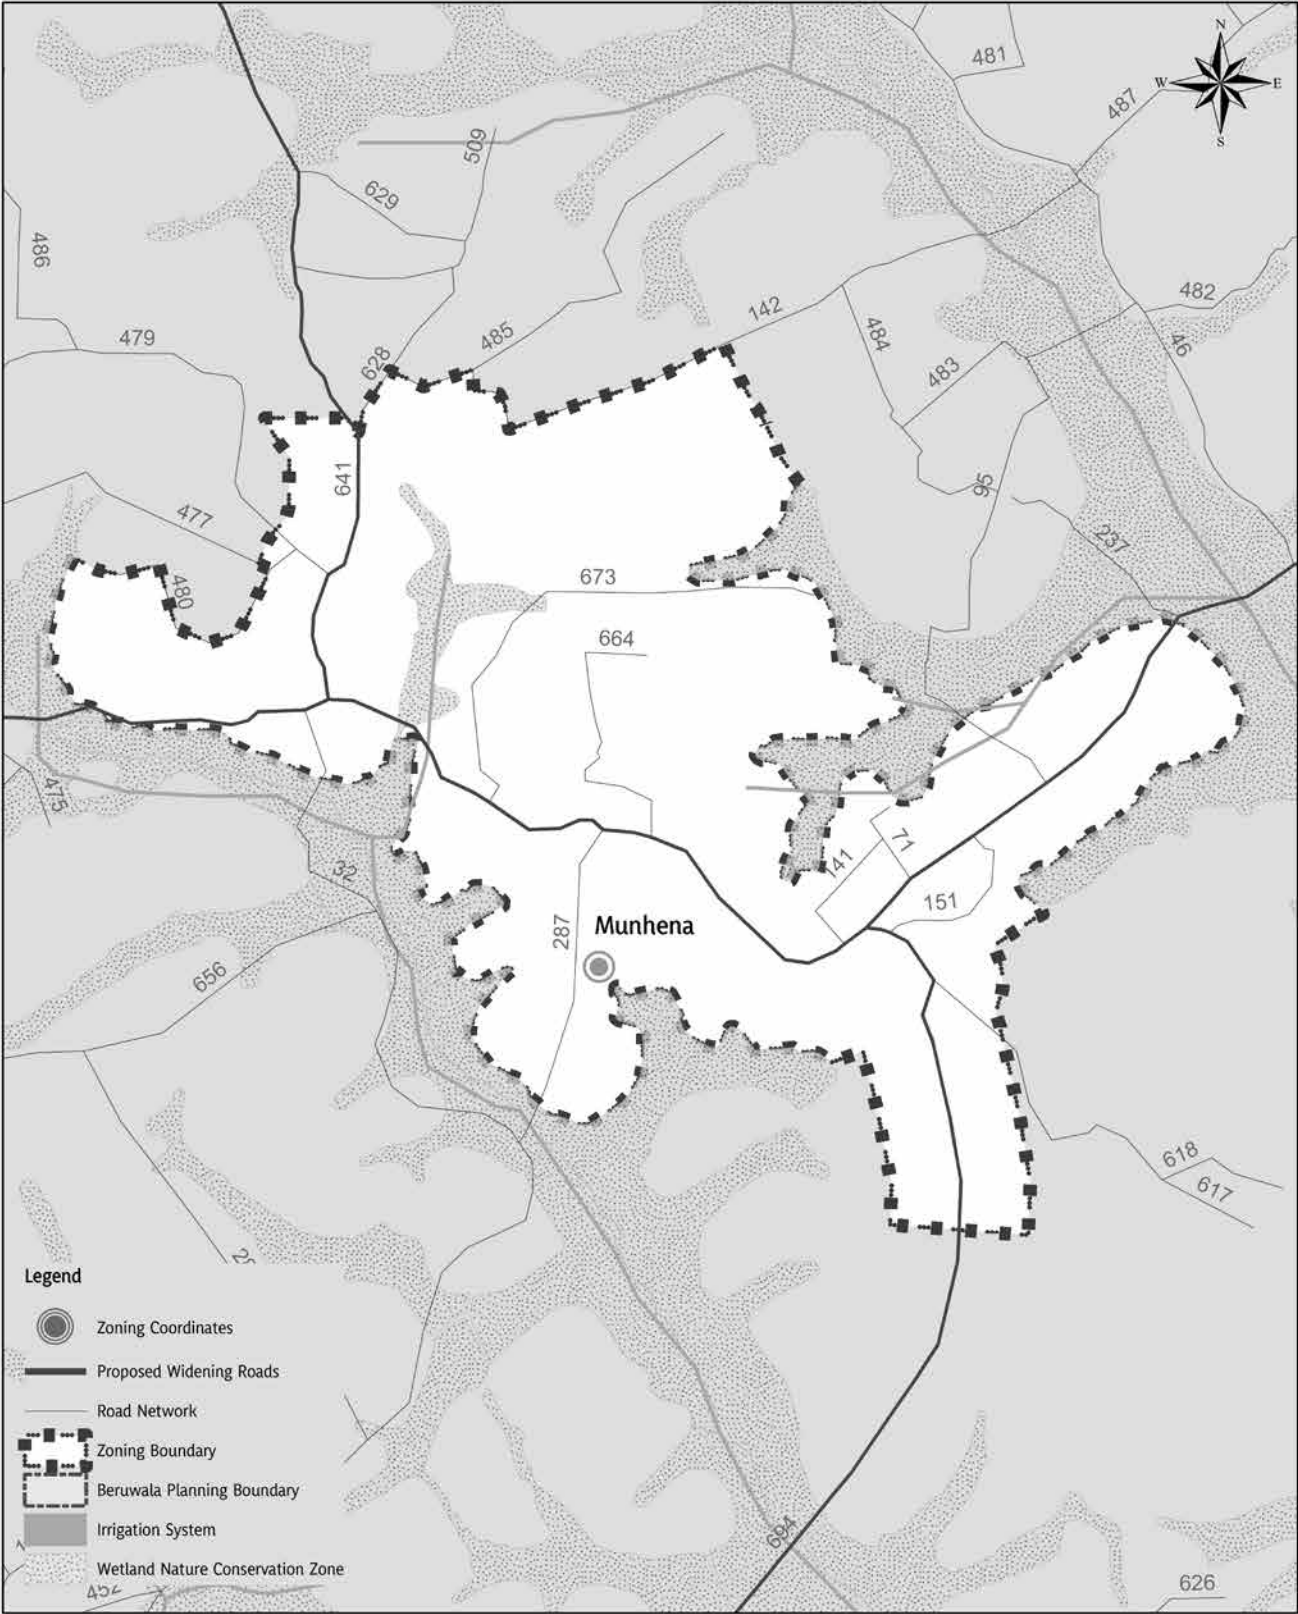 N
481
W
E
487
S
509
629
486
482
142
479
485
484
46
628
483
641
95
477
237
673
480
664
475
71
141
32
151
287
Munhena
656
618
617
Legend
Zoning Coordinates
Proposed Widening Roads
Road Network
Zoning Boundary
Beruwala Planning Boundary
Irrigation System
694
Wetland Nature Conservation Zone
626